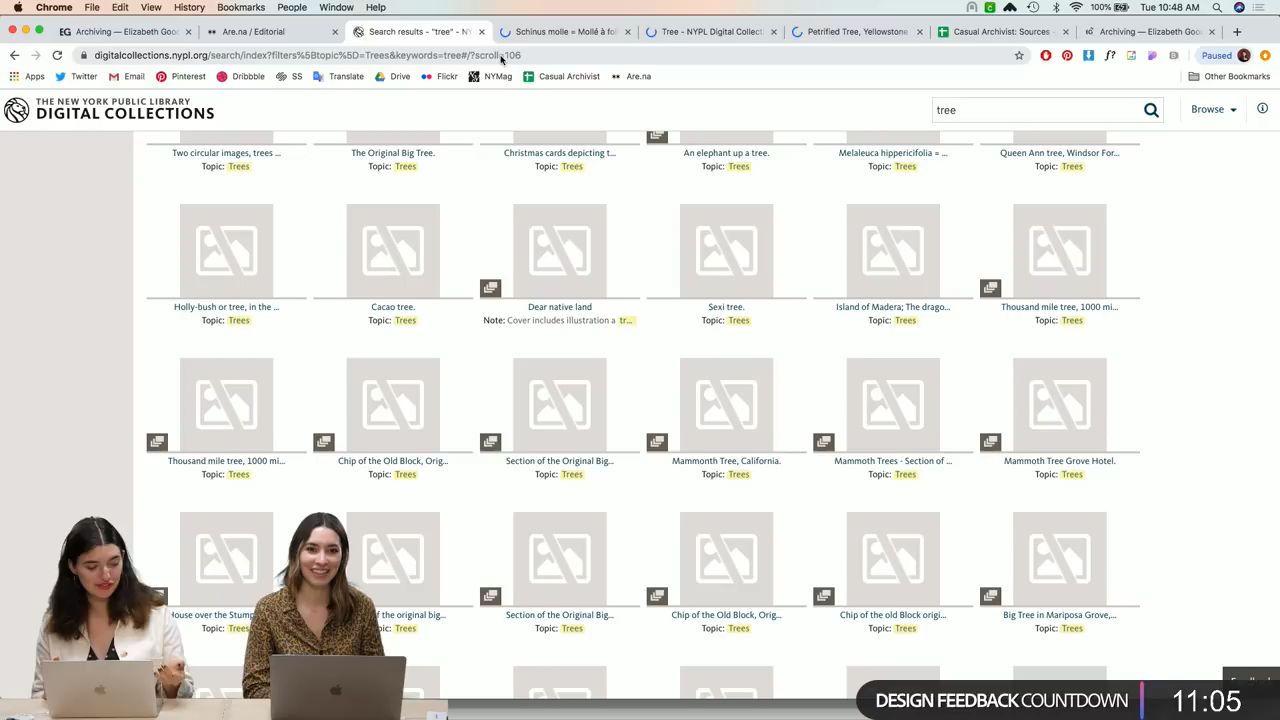 Chrome File Edit View History Bookmarks People Window Help 100% Tue 10:48 AM
Archiving — Elizabeth Goo Are.na / Editorial Search results - "tree" - NY Schinus molle = Mollé à fol Tree - NYPL Digital Collect Petrified Tree, Yellowstone Casual Archivist: Sources - Archiving — Elizabeth Goo
digitalcollections.nypl.org/search/index?filters%5Btopic%5D=Trees&keywords=tree#/?scroll=106 Paused
Apps Twitter Email Pinterest Dribbble SS Translate Drive Flickr NYMag Casual Archivist Are.na Other Bookmarks
THE NEW YORK PUBLIC LIBRARY
DIGITAL COLLECTIONS
tree
Browse
Two circular images, trees ... The Original Big Tree. Christmas cards depicting t... An elephant up a tree. Melaleuca hippericifolia = ... Queen Ann tree, Windsor For...
Topic: Trees Topic: Trees Topic: Trees Topic: Trees Topic: Trees Topic: Trees
Holly-bush or tree, in the ... Cacao tree. Dear native land Sexi tree. Island of Madera; The drago... Thousand mile tree, 1000 mi...
Topic: Trees Topic: Trees Note: Cover includes illustration a tr... Topic: Trees Topic: Trees Topic: Trees
Thousand mile tree, 1000 mi... Chip of the Old Block, Orig... Section of the Original Big... Mammonth Tree, California. Mammoth Trees - Section of ... Mammoth Tree Grove Hotel.
Topic: Trees Topic: Trees Topic: Trees Topic: Trees Topic: Trees Topic: Trees
House over the Stump of the original big... Section of the Original Big... Chip of the Old Block, Orig... Chip of the old Block origi... Big Tree in Mariposa Grove,...
Topic: Trees Topic: Trees Topic: Trees Topic: Trees Topic: Trees
DESIGN FEEDBACK COUNTDOWN 11:05